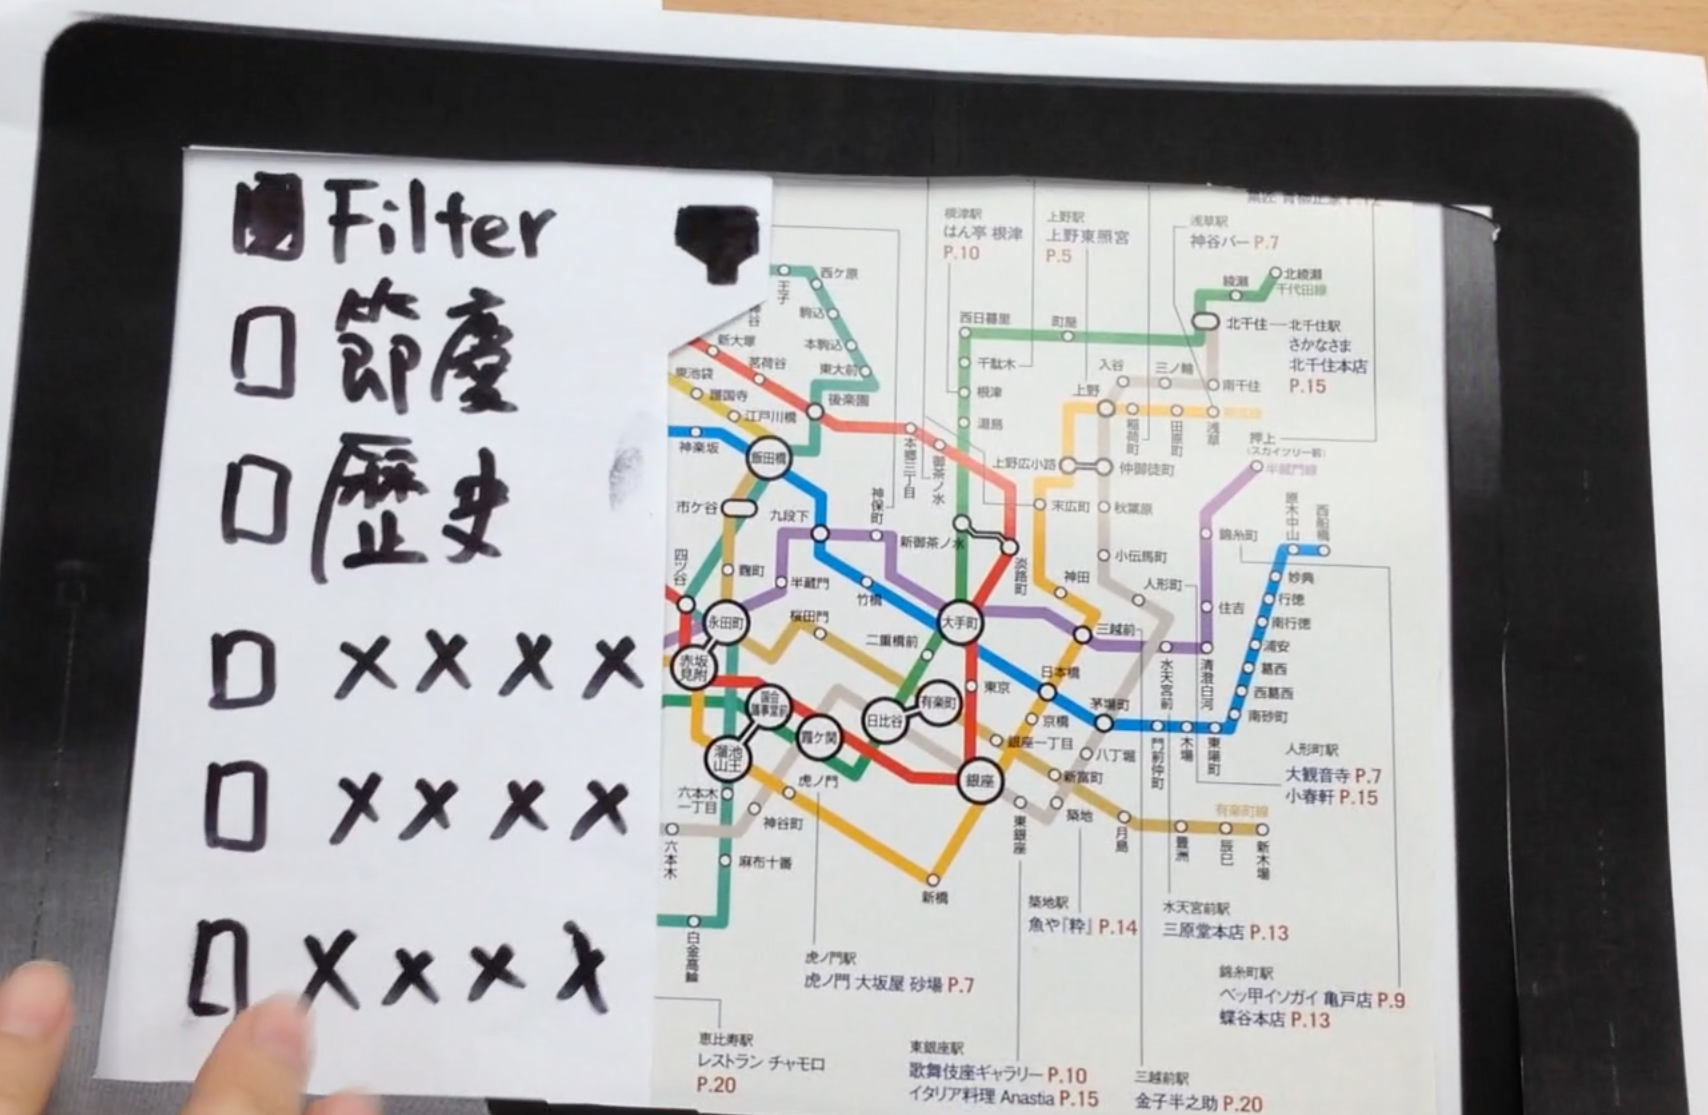 Filter
節慶
歷史
××××
××××
××××
根津駅
はん亭 根津
P.10
上野駅
上野東照宮
P.5
浅草駅
神谷バー P.7
王子
西ケ原
駒込
本駒込
東大前
新大塚
茗荷谷
後楽園
東池袋
護国寺
江戸川橋
神楽坂
飯田橋
市ケ谷
九段下
神保町
本郷三丁目
御茶ノ水
新御茶ノ水
淡路町
西日暮里
町屋
千駄木
根津
湯島
綾瀬
北綾瀬
千代田線
北千住
北千住駅
さかなさま
北千住本店
P.15
入谷
三ノ輪
南千住
上野
稲荷町
田原町
浅草
押上
(スカイツリー前)
半蔵門線
上野広小路
仲御徒町
末広町
秋葉原
小伝馬町
神田
人形町
錦糸町
住吉
原木中山
西船橋
妙典
行徳
南行徳
浦安
葛西
西葛西
南砂町
四ツ谷
麹町
半蔵門
竹橋
永田町
桜田門
二重橋前
大手町
三越前
水天宮前
清澄白河
赤坂見附
国会議事堂前
溜池山王
霞ケ関
日比谷
有楽町
東京
日本橋
京橋
茅場町
門前仲町
木場
東陽町
銀座
銀座一丁目
八丁堀
新富町
築地
東銀座
虎ノ門
神谷町
六本木一丁目
六本木
麻布十番
白金高輪
新橋
月島
豊洲
辰巳
新木場
有楽町線
人形町駅
大観音寺 P.7
小春軒 P.15
築地駅
魚や「粋」 P.14
水天宮前駅
三原堂本店 P.13
虎ノ門駅
虎ノ門 大坂屋 砂場 P.7
錦糸町駅
ベッ甲イソガイ 亀戸店 P.9
蝶谷本店 P.13
恵比寿駅
レストラン チャモロ
P.20
東銀座駅
歌舞伎座ギャラリー P.10
イタリア料理 Anastia P.15
三越前駅
金子半之助 P.20